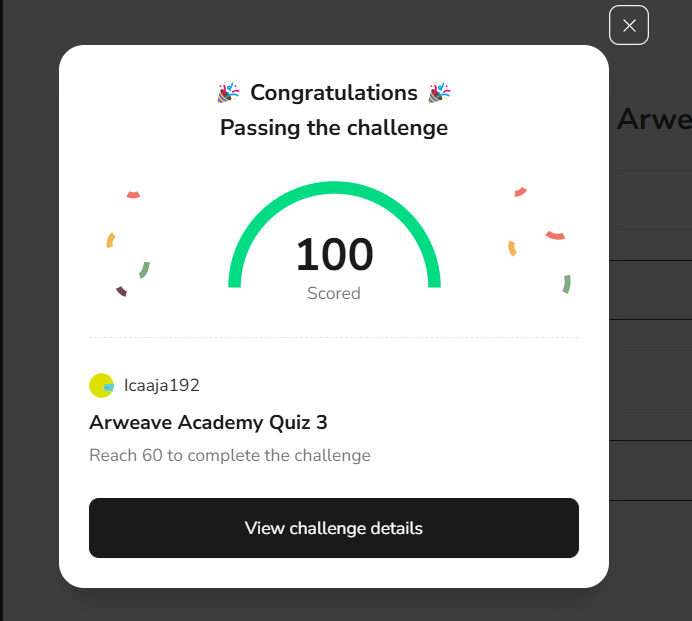 Arwe
🎉 Congratulations 🎉
Passing the challenge
100
Scored
Icaaja192
Arweave Academy Quiz 3
Reach 60 to complete the challenge
View challenge details